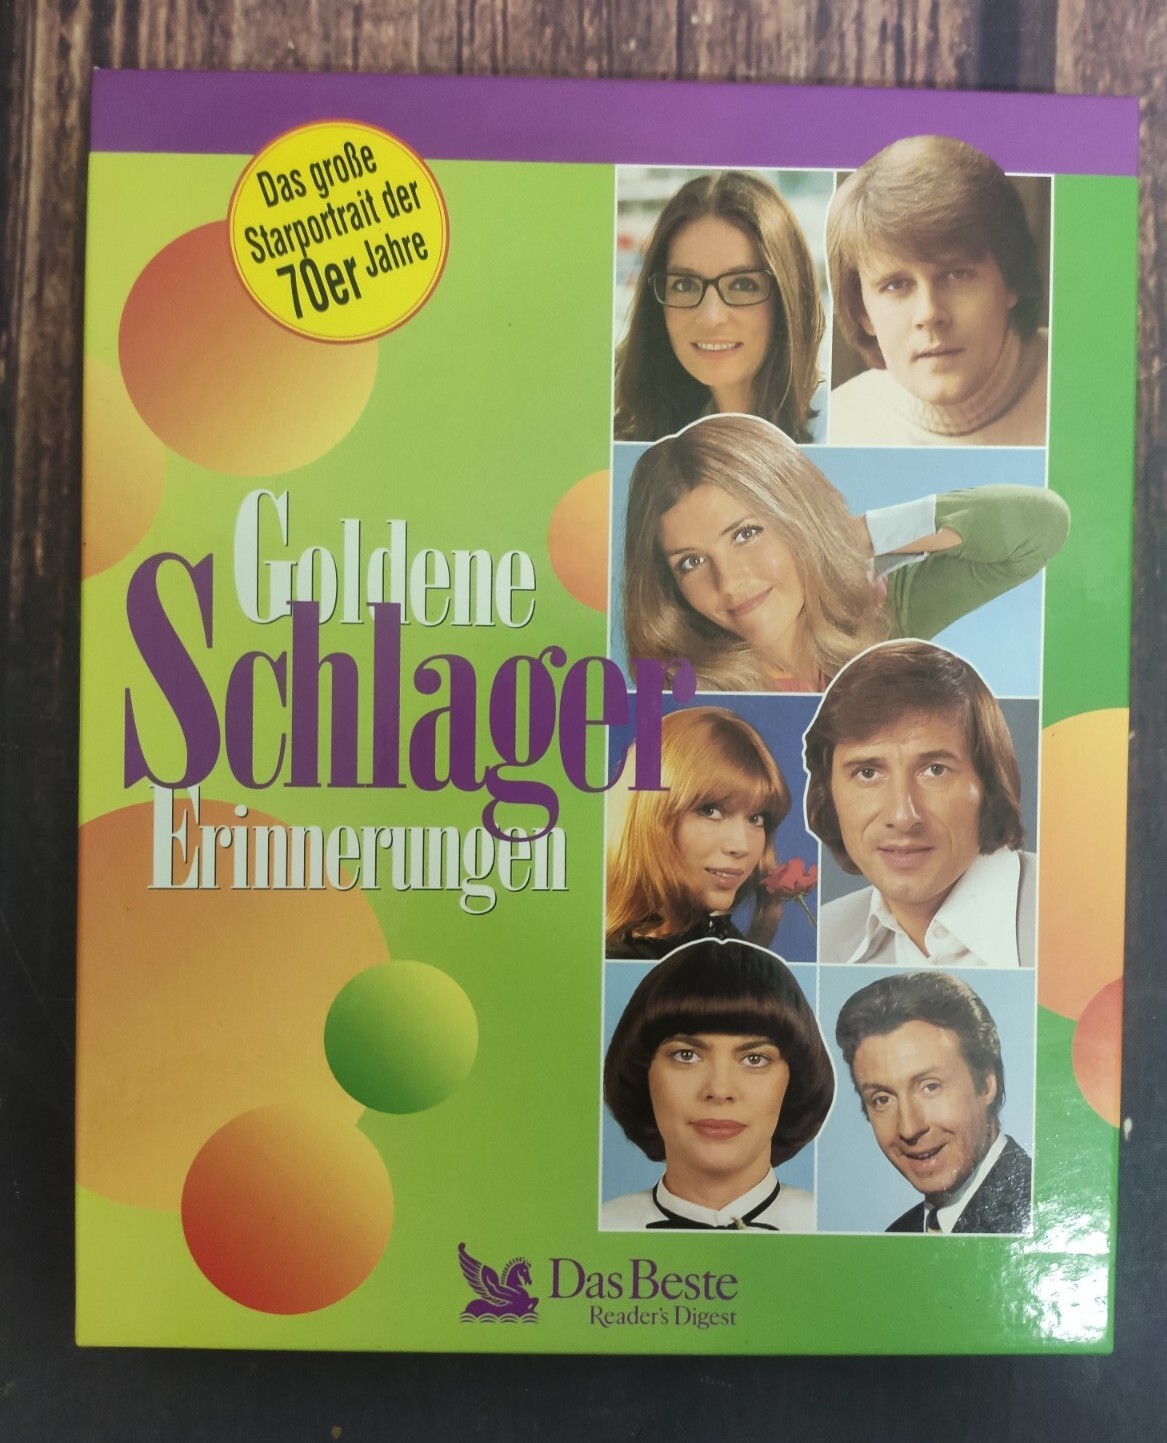 Das große
Starportrait der
70er Jahre
Goldene
Schlager
Erinnerungen
Das Beste
Reader's Digest